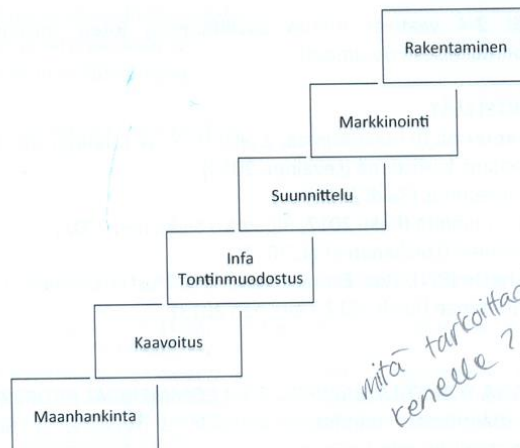 Rakentaminen
Markkinointi
Suunnittelu
Infa
Tontinmuodostus
Kaavoitus
Maanhankinta
mitä tarkoittaa
kenelle ?